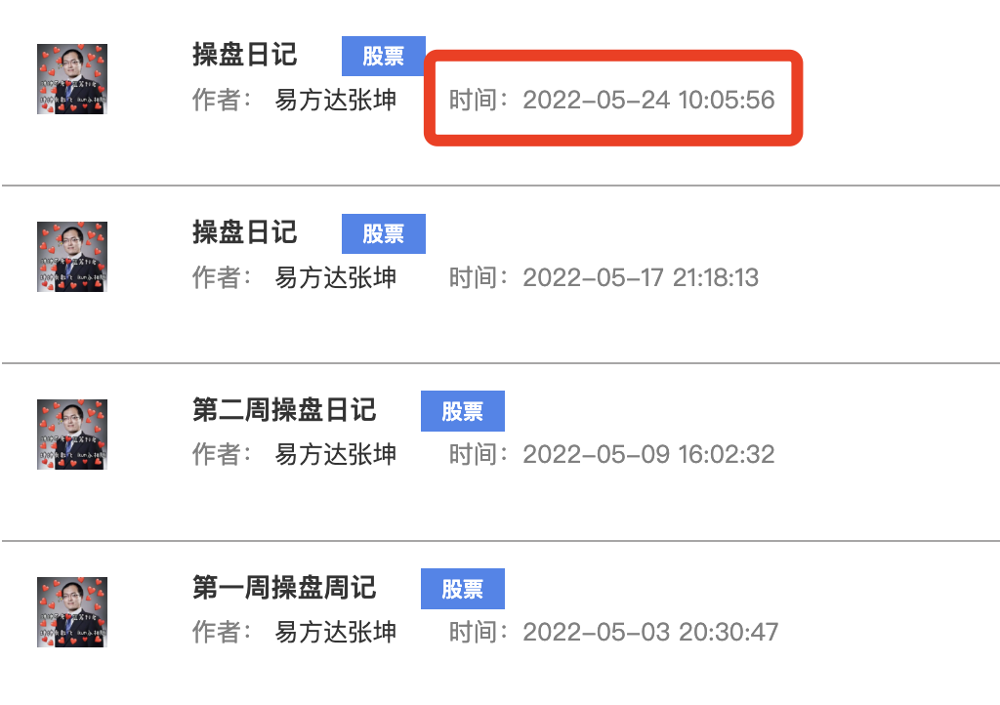 操盘日记 股票
作者： 易方达张坤 时间：2022-05-24 10:05:56
操盘日记 股票
作者： 易方达张坤 时间：2022-05-17 21:18:13
第二周操盘日记 股票
作者： 易方达张坤 时间：2022-05-09 16:02:32
第一周操盘周记 股票
作者： 易方达张坤 时间：2022-05-03 20:30:47